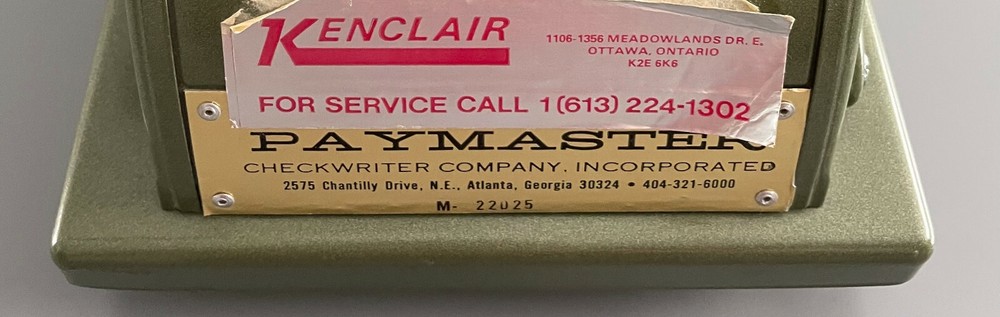 KENCLAIR
1106-1356 MEADOWLANDS DR. E.
OTTAWA, ONTARIO
K2E 6K6
FOR SERVICE CALL 1 (613) 224-1302
PAYMASTER
CHECKWRITER COMPANY, INCORPORATED
2575 Chantilly Drive, N.E., Atlanta, Georgia 30324 • 404-321-6000
M- 22025